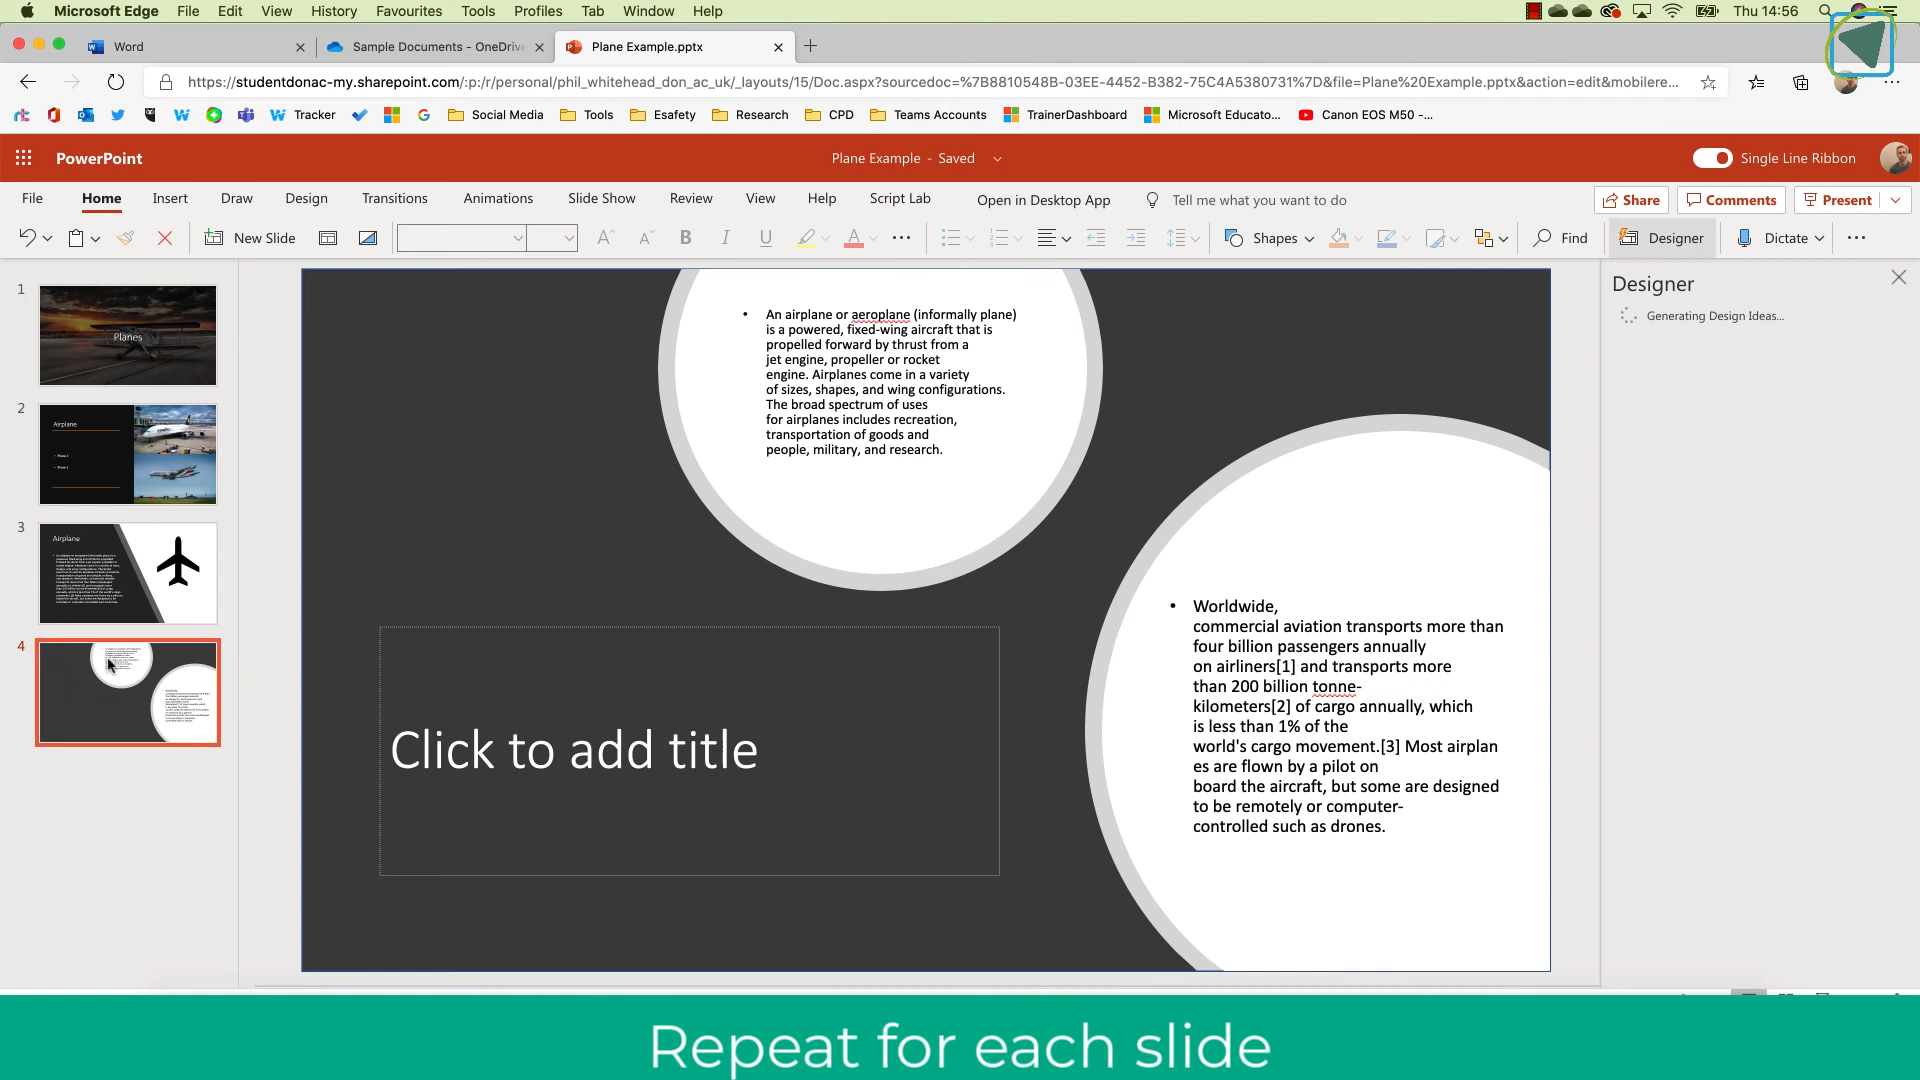 Microsoft Edge File Edit View History Favourites Tools Profiles Tab Window Help Thu 14:56
Word Sample Documents - OneDrive Plane Example.pptx
https://studentdonac-my.sharepoint.com/:p:/r/personal/phil_whitehead_don_ac_uk/_layouts/15/Doc.aspx?sourcedoc=%7B8810548B-03EE-4452-B382-75C4A5380731%7D&file=Plane%20Example.pptx&action=edit&mobilere...
Tracker Social Media Tools Esafety Research CPD Teams Accounts TrainerDashboard Microsoft Educato... Canon EOS M50 -...
PowerPoint Plane Example - Saved Single Line Ribbon
File Home Insert Draw Design Transitions Animations Slide Show Review View Help Script Lab Open in Desktop App Tell me what you want to do Share Comments Present
New Slide Shapes Find Designer Dictate
1
Planes
2
Airplane
3
Airplane
4
• An airplane or aeroplane (informally plane)
is a powered, fixed-wing aircraft that is
propelled forward by thrust from a
jet engine, propeller or rocket
engine. Airplanes come in a variety
of sizes, shapes, and wing configurations.
The broad spectrum of uses
for airplanes includes recreation,
transportation of goods and
people, military, and research.
• Worldwide,
commercial aviation transports more than
four billion passengers annually
on airliners[1] and transports more
than 200 billion tonne-
kilometers[2] of cargo annually, which
is less than 1% of the
world's cargo movement.[3] Most airplan
es are flown by a pilot on
board the aircraft, but some are designed
to be remotely or computer-
controlled such as drones.
Click to add title
Designer
Generating Design Ideas...
Repeat for each slide